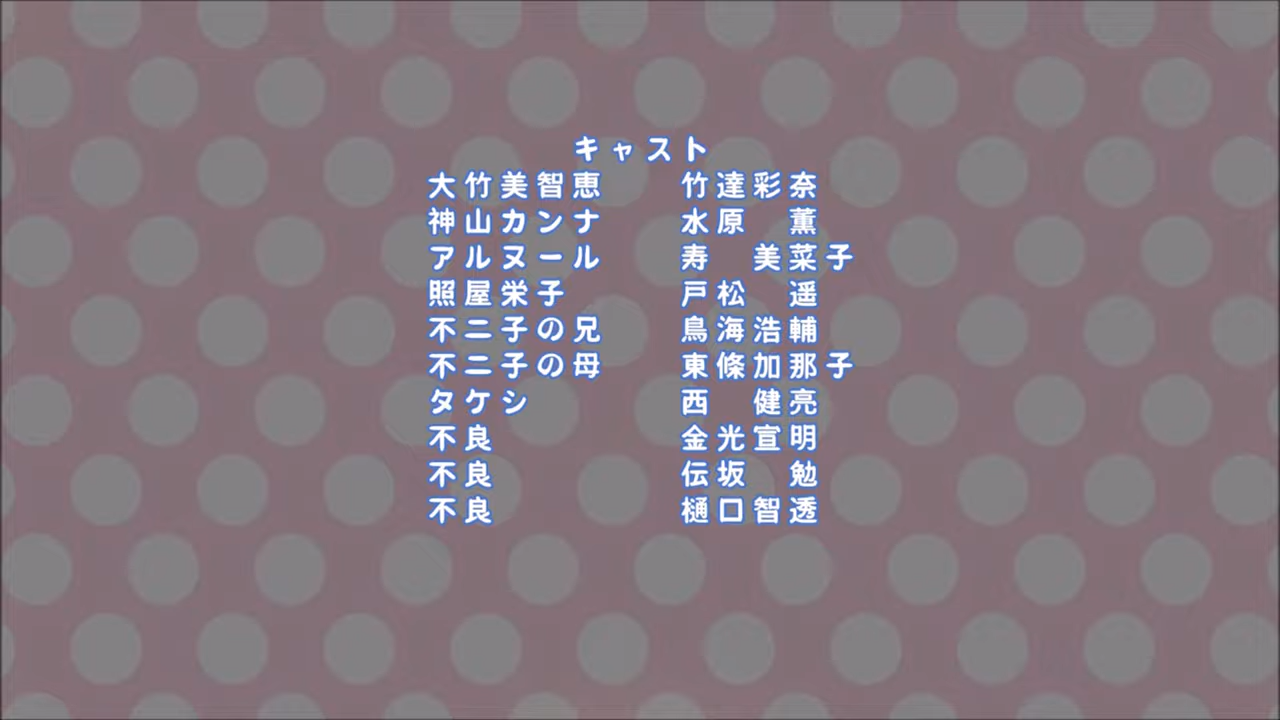 キャスト
大竹美智恵 竹達彩奈
神山カンナ 水原 薫
アルヌール 寿 美菜子
照屋栄子 戸松 遥
不二子の兄 鳥海浩輔
不二子の母 東條加那子
タケシ 西 健亮
不良 金光宣明
不良 伝坂 勉
不良 樋口智透